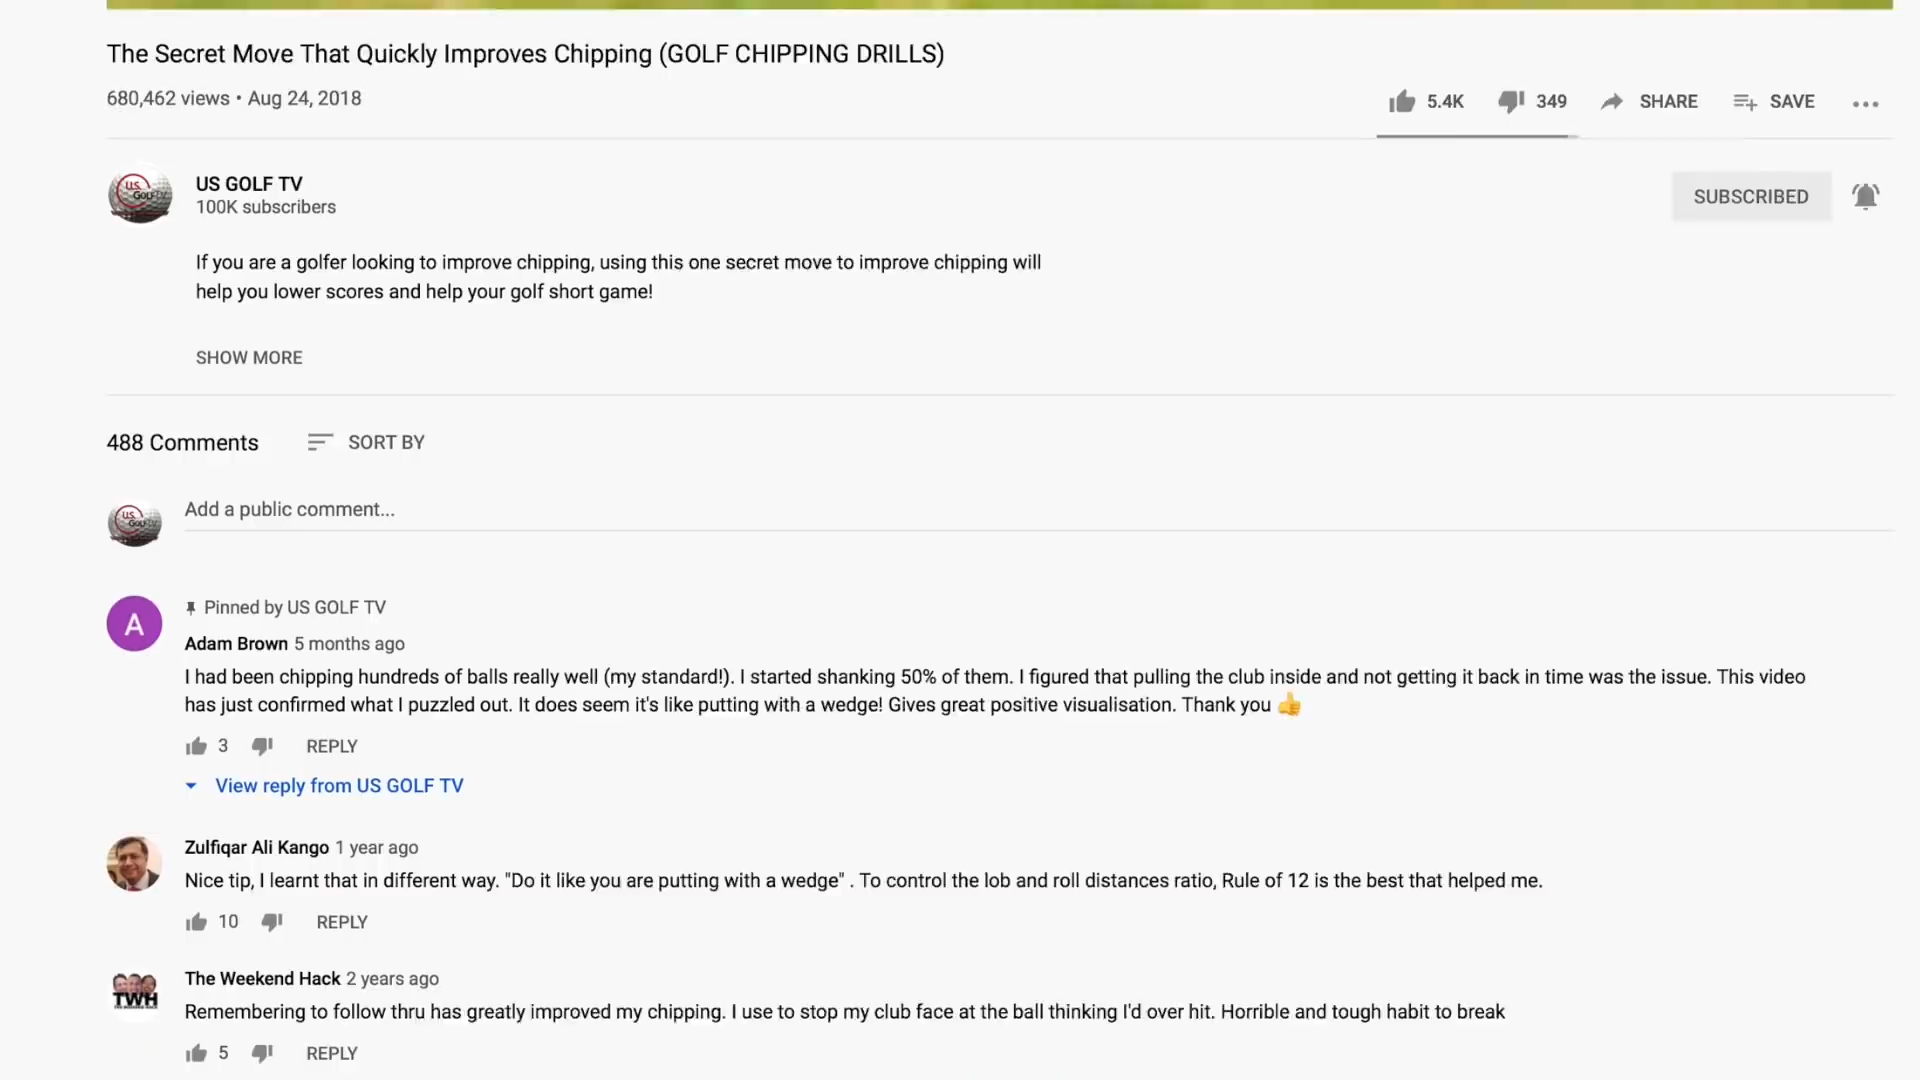 The Secret Move That Quickly Improves Chipping (GOLF CHIPPING DRILLS)
680,462 views • Aug 24, 2018
5.4K 349 SHARE SAVE
US GOLF TV
100K subscribers
SUBSCRIBED
If you are a golfer looking to improve chipping, using this one secret move to improve chipping will
help you lower scores and help your golf short game!
SHOW MORE
488 Comments SORT BY
Add a public comment...
A
Pinned by US GOLF TV
Adam Brown 5 months ago
I had been chipping hundreds of balls really well (my standard!). I started shanking 50% of them. I figured that pulling the club inside and not getting it back in time was the issue. This video
has just confirmed what I puzzled out. It does seem it's like putting with a wedge! Gives great positive visualisation. Thank you 👍
3 REPLY
View reply from US GOLF TV
Zulfiqar Ali Kango 1 year ago
Nice tip, I learnt that in different way. "Do it like you are putting with a wedge" . To control the lob and roll distances ratio, Rule of 12 is the best that helped me.
10 REPLY
TWH
The Weekend Hack 2 years ago
Remembering to follow thru has greatly improved my chipping. I use to stop my club face at the ball thinking I'd over hit. Horrible and tough habit to break
5 REPLY